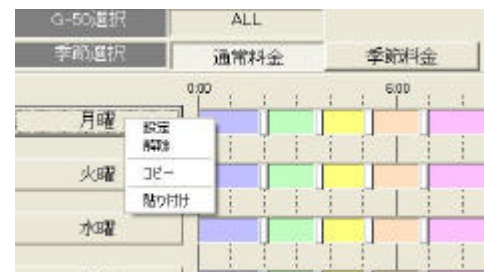 G-50選択 ALL
季節選択 通常料金 季節料金
0:00 6:00
月曜
設定
解除
コピー
貼り付け
火曜
水曜